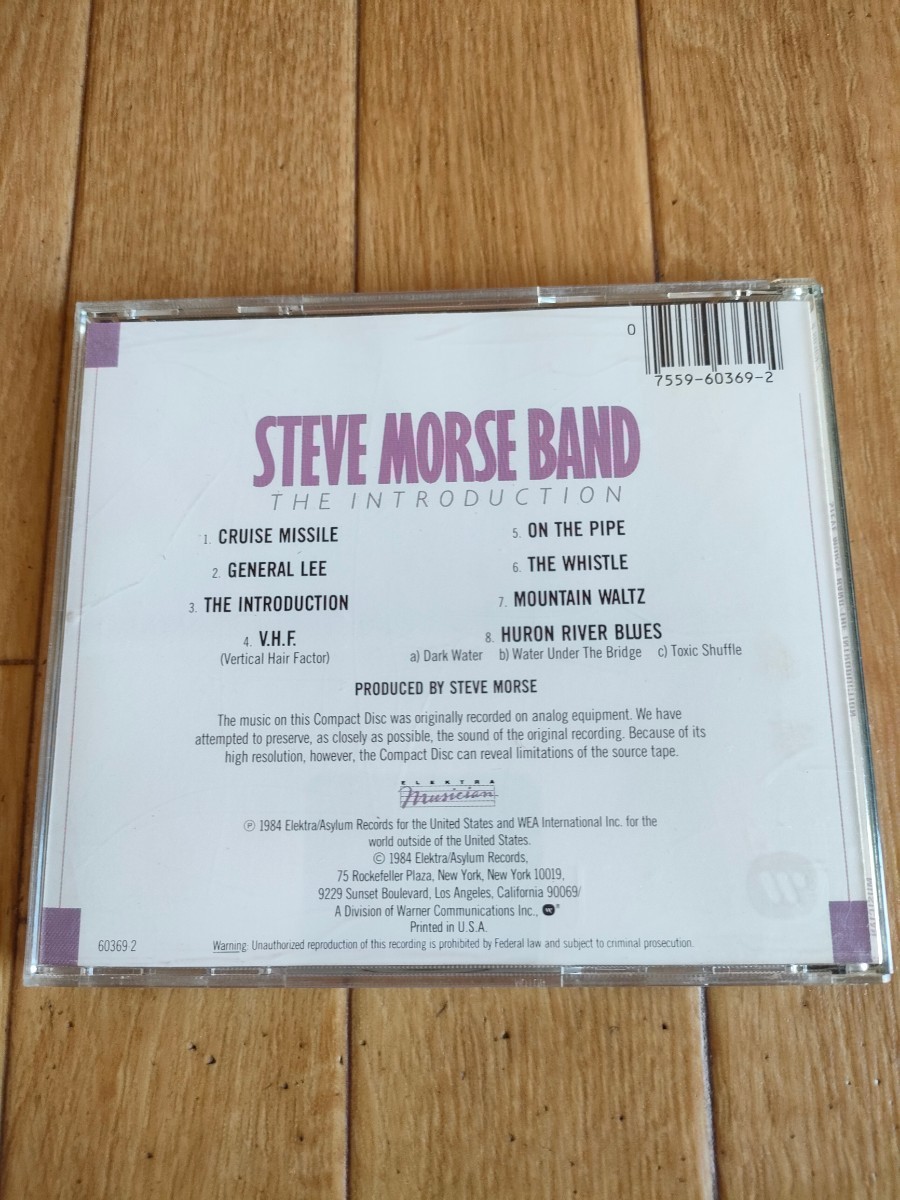 0
7559-60369-2
STEVE MORSE BAND
THE INTRODUCTION
1. CRUISE MISSILE
2. GENERAL LEE
3. THE INTRODUCTION
4. V.H.F.
(Vertical Hair Factor)
5. ON THE PIPE
6. THE WHISTLE
7. MOUNTAIN WALTZ
8. HURON RIVER BLUES
a) Dark Water b) Water Under The Bridge c) Toxic Shuffle
PRODUCED BY STEVE MORSE
The music on this Compact Disc was originally recorded on analog equipment. We have
attempted to preserve, as closely as possible, the sound of the original recording. Because of its
high resolution, however, the Compact Disc can reveal limitations of the source tape.
ELEKTRA
Musician
℗ 1984 Elektra/Asylum Records for the United States and WEA International Inc. for the
world outside of the United States.
© 1984 Elektra/Asylum Records,
75 Rockefeller Plaza, New York, New York 10019,
9229 Sunset Boulevard, Los Angeles, California 90069/
A Division of Warner Communications Inc., ®
Printed in U.S.A.
60369-2
Warning: Unauthorized reproduction of this recording is prohibited by Federal law and subject to criminal prosecution.